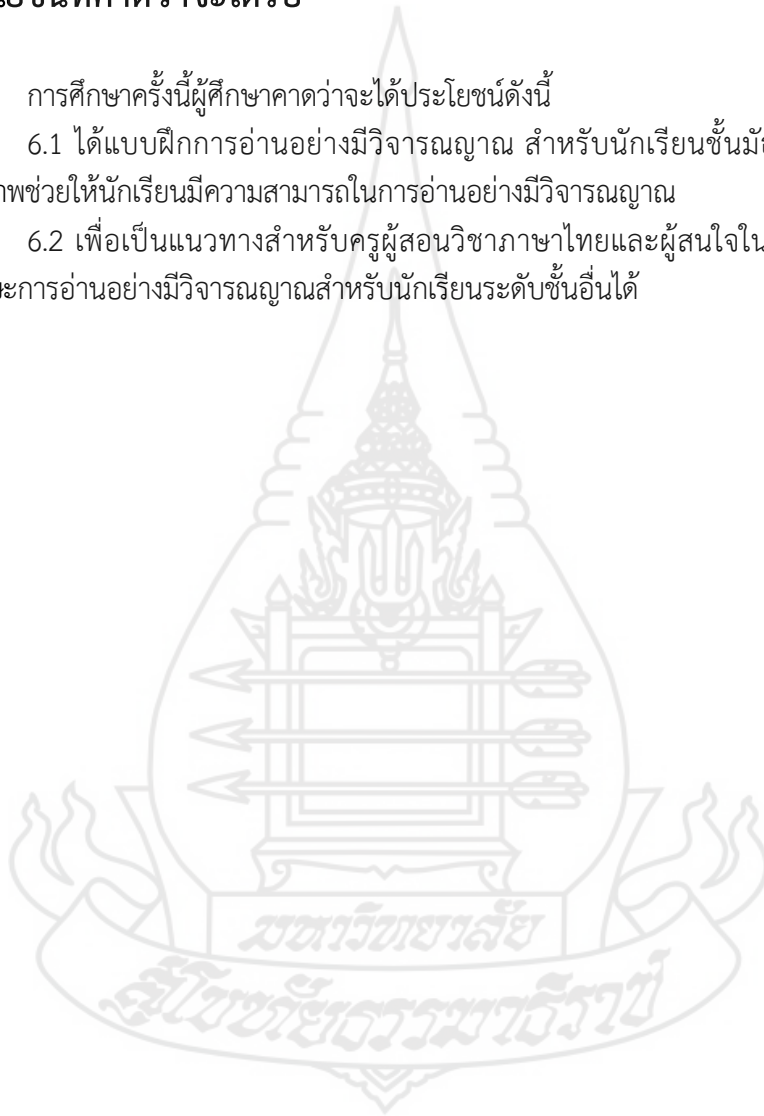 การศึกษาครั้งนี้ผู้ศึกษาคาดว่าจะได้ประโยชน์ดังนี้
6.1 ได้แบบฝึกการอ่านอย่างมีวิจารณญาณ สำหรับนักเรียนชั้น
ช่วยให้นักเรียนมีความสามารถในการอ่านอย่างมีวิจารณญาณ
6.2 เพื่อเป็นแนวทางสำหรับครูผู้สอนวิชาภาษาไทยและผู้สนใจใน
การอ่านอย่างมีวิจารณญาณสำหรับนักเรียนระดับชั้นอื่นได้
มหาวิทยาลัย
สุโขทัยธรรมาธิราช